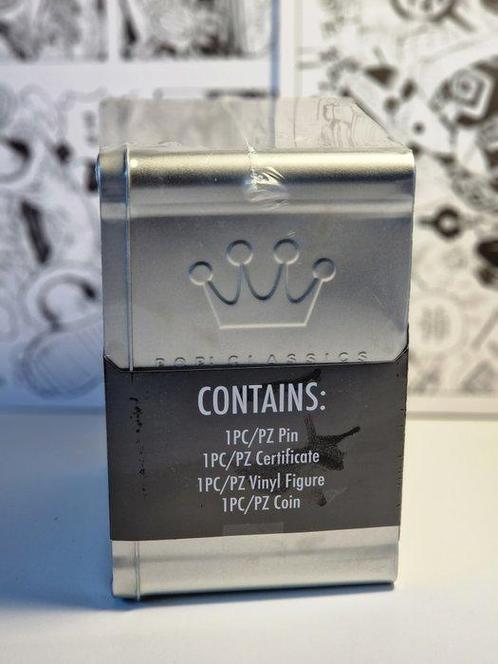 POP! CLASSICS
CONTAINS:
1PC/PZ Pin
1PC/PZ Certificate
1PC/PZ Vinyl Figure
1PC/PZ Coin